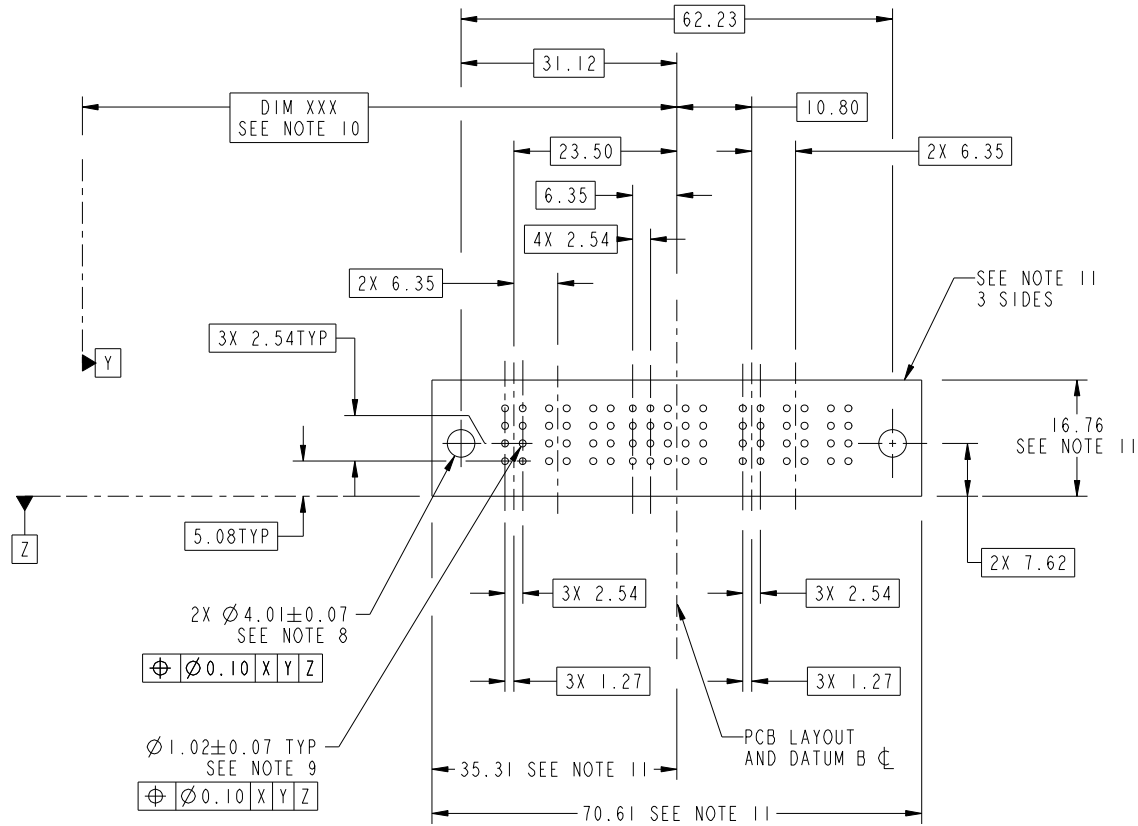 62.23
31.12
DIM XXX
SEE NOTE 10
10.80
23.50
2X 6.35
6.35
4X 2.54
2X 6.35
SEE NOTE 11
3 SIDES
3X 2.54TYP
Y
16.76
SEE NOTE 11
5.08TYP
Z
2X 7.62
3X 2.54
3X 2.54
2X Ø4.01±0.07
SEE NOTE 8
⌖ Ø0.10 X Y Z
3X 1.27
3X 1.27
Ø1.02±0.07 TYP
SEE NOTE 9
⌖ Ø0.10 X Y Z
PCB LAYOUT
AND DATUM B ℄
35.31 SEE NOTE 11
70.61 SEE NOTE 11